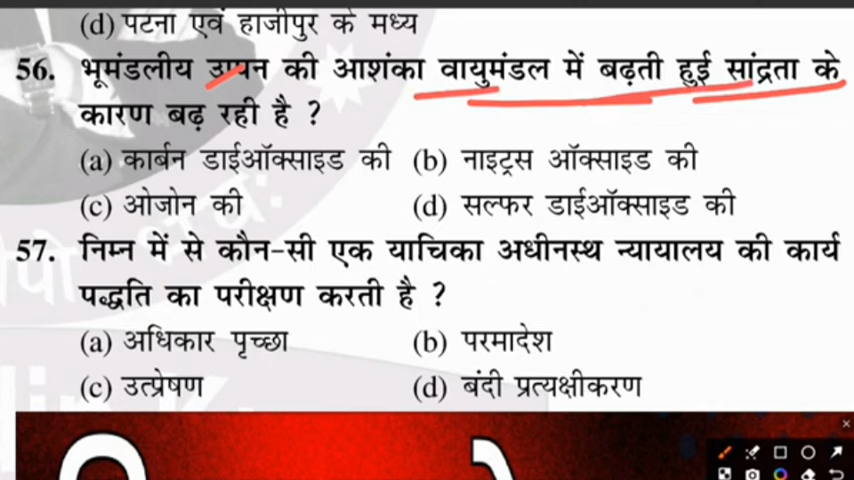 (d) पटना एवं हाजीपुर के मध्य
56. भूमंडलीय की आशंका वायुमंडल में बढ़ती हुई सांद्रता के
कारण बढ़ रही है ?
(a) कार्बन डाईऑक्साइड की (b) नाइट्रस ऑक्साइड की
(c) ओजोन की (d) सल्फर डाईऑक्साइड की
57. निम्न में से कौन-सी एक याचिका अधीनस्थ न्यायालय की कार्य
पद्धति का परीक्षण करती है ?
(a) अधिकार पृच्छा (b) परमादेश
(c) उत्प्रेषण (d) बंदी प्रत्यक्षीकरण